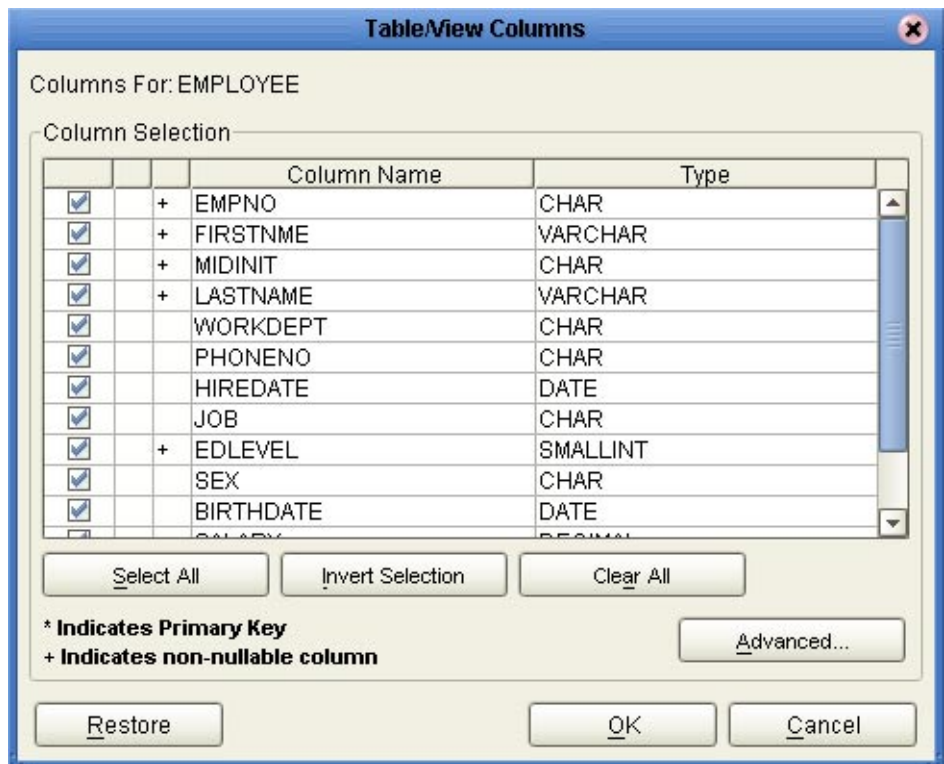 Table/View Columns
Columns For: EMPLOYEE
Column Selection
Column Name Type
+ EMPNO CHAR
+ FIRSTNME VARCHAR
+ MIDINIT CHAR
+ LASTNAME VARCHAR
WORKDEPT CHAR
PHONENO CHAR
HIREDATE DATE
JOB CHAR
+ EDLEVEL SMALLINT
SEX CHAR
BIRTHDATE DATE
SALARY DECIMAL
Select All Invert Selection Clear All
* Indicates Primary Key
+ Indicates non-nullable column
Advanced...
Restore OK Cancel